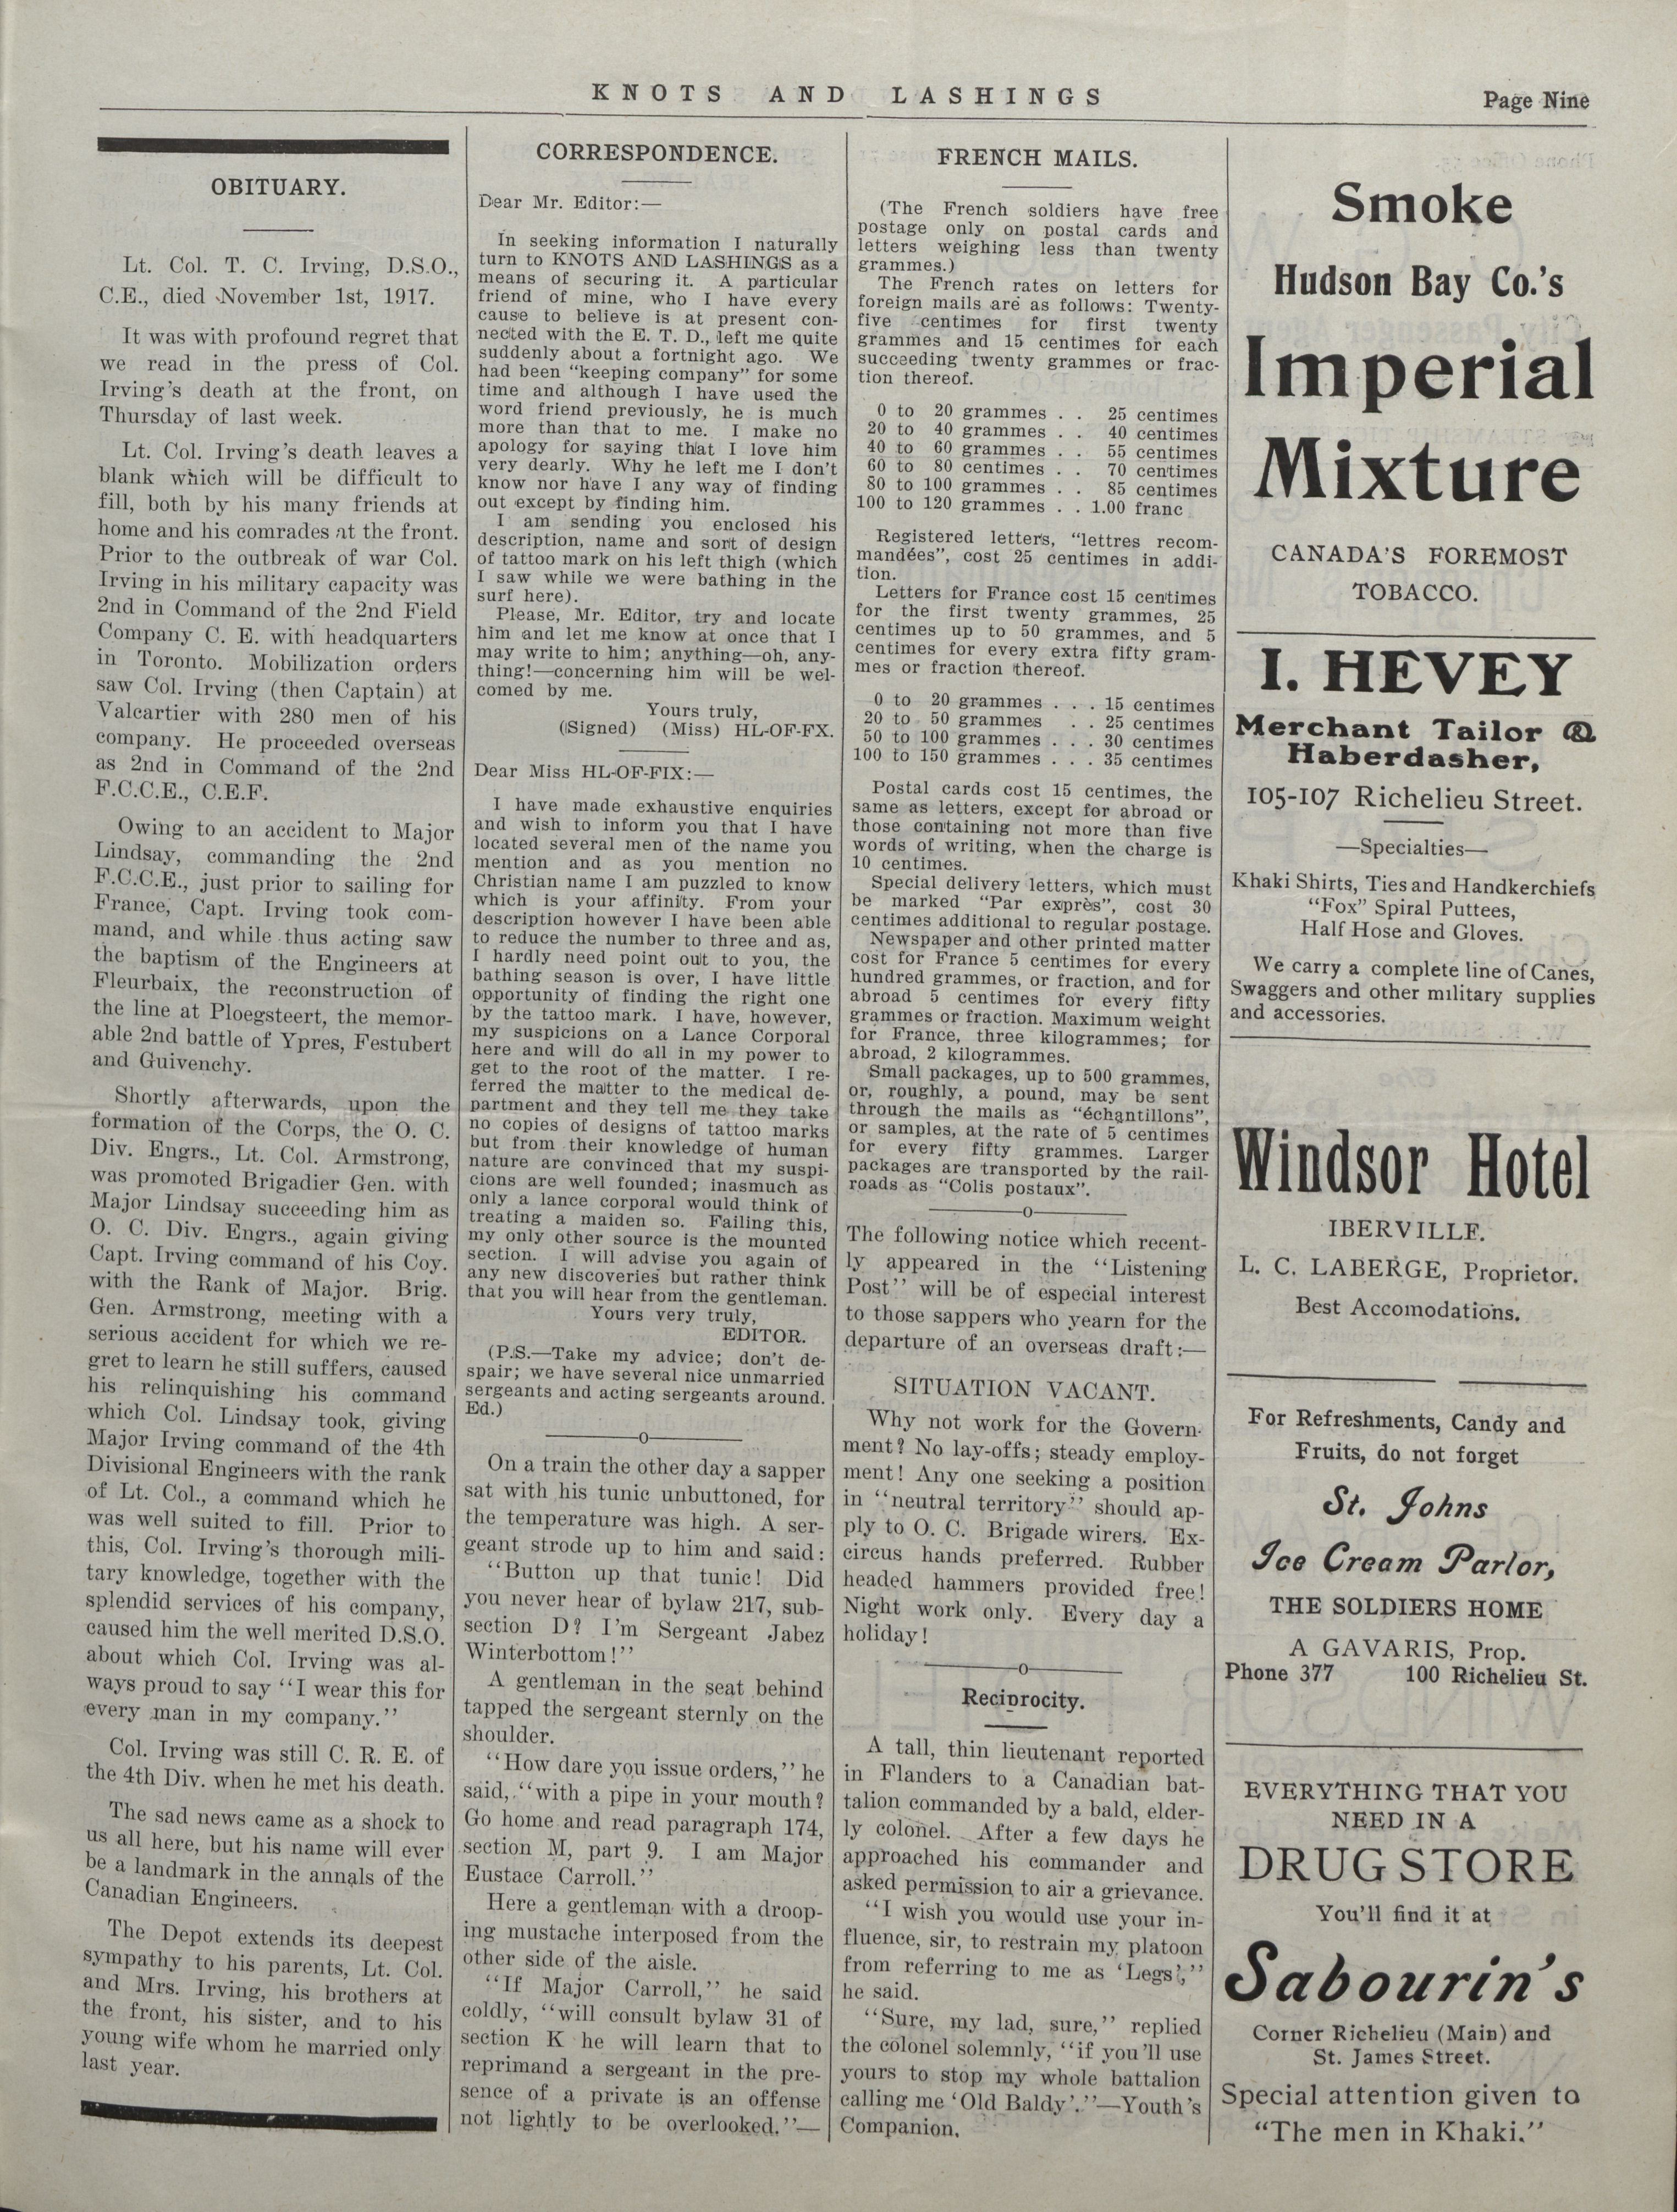 KNOTS AND LASHINGS
Page Nine
OBITUARY.
Lt. Col. T. C. Irving, D.S.O.,
C.E., died November 1st, 1917.
It was with profound regret that
we read in the press of Col.
Irving's death at the front, on
Thursday of last week.
Lt. Col. Irving's death leaves a
blank which will be difficult to
fill, both by his many friends at
home and his comrades at the front.
Prior to the outbreak of war Col.
Irving in his military capacity was
2nd in Command of the 2nd Field
Company C. E. with headquarters
in Toronto. Mobilization orders
saw Col. Irving (then Captain) at
Valcartier with 280 men of his
company. He proceeded overseas
as 2nd in Command of the 2nd
F.C.C.E., C.E.F.
Owing to an accident to Major
Lindsay, commanding the 2nd
F.C.C.E., just prior to sailing for
France, Capt. Irving took com-
mand, and while thus acting saw
the baptism of the Engineers at
Fleurbaix, the reconstruction of
the line at Ploegsteert, the memor-
able 2nd battle of Ypres, Festubert
and Guivenchy.
Shortly afterwards, upon the
formation of the Corps, the O. C.
Div. Engrs., Lt. Col. Armstrong,
was promoted Brigadier Gen. with
Major Lindsay succeeding him as
O. C. Div. Engrs., again giving
Capt. Irving command of his Coy.
with the Rank of Major. Brig.
Gen. Armstrong, meeting with a
serious accident for which we re-
gret to learn he still suffers, caused
his relinquishing his command
which Col. Lindsay took, giving
Major Irving command of the 4th
Divisional Engineers with the rank
of Lt. Col., a command which he
was well suited to fill. Prior to
this, Col. Irving's thorough mili-
tary knowledge, together with the
splendid services of his company,
caused him the well merited D.S.O.
about which Col. Irving was al-
ways proud to say "I wear this for
every man in my company."
Col. Irving was still C. R. E. of
the 4th Div. when he met his death.
The sad news came as a shock to
us all here, but his name will ever
be a landmark in the annals of the
Canadian Engineers.
The Depot extends its deepest
sympathy to his parents, Lt. Col.
and Mrs. Irving, his brothers at
the front, his sister, and to his
young wife whom he married only
last year.
CORRESPONDENCE.
Dear Mr. Editor:—
In seeking information I naturally
turn to KNOTS AND LASHINGS as a
means of securing it. A particular
friend of mine, who I have every
cause to believe is at present con-
nected with the E. T. D., left me quite
suddenly about a fortnight ago. We
had been "keeping company" for some
time and although I have used the
word friend previously, he is much
more than that to me. I make no
apology for saying that I love him
very dearly. Why he left me I don't
know nor have I any way of finding
out except by finding him.
I am sending you enclosed his
description, name and sort of design
of tattoo mark on his left thigh (which
I saw while we were bathing in the
surf here).
Please, Mr. Editor, try and locate
him and let me know at once that I
may write to him; anything—oh, any-
thing!—concerning him will be wel-
comed by me.
Yours truly,
(Signed) (Miss) HL-OF-FX.
Dear Miss HL-OF-FIX:—
I have made exhaustive enquiries
and wish to inform you that I have
located several men of the name you
mention and as you mention no
Christian name I am puzzled to know
which is your affinity. From your
description however I have been able
to reduce the number to three and as,
I hardly need point out to you, the
bathing season is over, I have little
opportunity of finding the right one
by the tattoo mark. I have, however,
my suspicions on a Lance Corporal
here and will do all in my power to
get to the root of the matter. I re-
ferred the matter to the medical de-
partment and they tell me they take
no copies of designs of tattoo marks
but from their knowledge of human
nature are convinced that my suspi-
cions are well founded; inasmuch as
only a lance corporal would think of
treating a maiden so. Failing this,
my only other source is the mounted
section. I will advise you again of
any new discoveries but rather think
that you will hear from the gentleman.
Yours very truly,
EDITOR.
(P.S.—Take my advice; don't de-
spair; we have several nice unmarried
sergeants and acting sergeants around.
Ed.)
——o——
On a train the other day a sapper
sat with his tunic unbuttoned, for
the temperature was high. A ser-
geant strode up to him and said:
"Button up that tunic! Did
you never hear of bylaw 217, sub-
section D? I'm Sergeant Jabez
Winterbottom!"
A gentleman in the seat behind
tapped the sergeant sternly on the
shoulder.
"How dare you issue orders," he
said, "with a pipe in your mouth?
Go home and read paragraph 174,
section M, part 9. I am Major
Eustace Carroll."
Here a gentleman with a droop-
ing mustache interposed from the
other side of the aisle.
"If Major Carroll," he said
coldly, "will consult bylaw 31 of
section K he will learn that to
reprimand a sergeant in the pre-
sence of a private is an offense
not lightly to be overlooked."—
FRENCH MAILS.
(The French soldiers have free
postage only on postal cards and
letters weighing less than twenty
grammes.)
The French rates on letters for
foreign mails are as follows: Twenty-
five centimes for first twenty
grammes and 15 centimes for each
succeeding twenty grammes or frac-
tion thereof.
0 to 20 grammes . . 25 centimes
20 to 40 grammes . . 40 centimes
40 to 60 grammes . . 55 centimes
60 to 80 centimes . . 70 centimes
80 to 100 grammes . . 85 centimes
100 to 120 grammes . . 1.00 franc
Registered letters, "lettres recom-
mandées", cost 25 centimes in addi-
tion.
Letters for France cost 15 centimes
for the first twenty grammes, 25
centimes up to 50 grammes, and 5
centimes for every extra fifty gram-
mes or fraction thereof.
0 to 20 grammes . . . 15 centimes
20 to 50 grammes . . 25 centimes
50 to 100 grammes . . . 30 centimes
100 to 150 grammes . . . 35 centimes
Postal cards cost 15 centimes, the
same as letters, except for abroad or
those containing not more than five
words of writing, when the charge is
10 centimes.
Special delivery letters, which must
be marked "Par exprès", cost 30
centimes additional to regular postage.
Newspaper and other printed matter
cost for France 5 centimes for every
hundred grammes, or fraction, and for
abroad 5 centimes for every fifty
grammes or fraction. Maximum weight
for France, three kilogrammes; for
abroad, 2 kilogrammes.
Small packages, up to 500 grammes,
or, roughly, a pound, may be sent
through the mails as "échantillons",
or samples, at the rate of 5 centimes
for every fifty grammes. Larger
packages are transported by the rail-
roads as "Colis postaux".
——o——
The following notice which recent-
ly appeared in the "Listening
Post" will be of especial interest
to those sappers who yearn for the
departure of an overseas draft:—
SITUATION VACANT.
Why not work for the Govern-
ment? No lay-offs; steady employ-
ment! Any one seeking a position
in "neutral territory" should ap-
ply to O. C. Brigade wirers. Ex-
circus hands preferred. Rubber
headed hammers provided free!
Night work only. Every day a
holiday!
——o——
Reciprocity.
A tall, thin lieutenant reported
in Flanders to a Canadian bat-
talion commanded by a bald, elder-
ly colonel. After a few days he
approached his commander and
asked permission to air a grievance.
"I wish you would use your in-
fluence, sir, to restrain my platoon
from referring to me as 'Legs',"
he said.
"Sure, my lad, sure," replied
the colonel solemnly, "if you'll use
yours to stop my whole battalion
calling me 'Old Baldy'."—Youth's
Companion.
Smoke
Hudson Bay Co.'s
Imperial
Mixture
CANADA'S FOREMOST
TOBACCO.
I. HEVEY
Merchant Tailor &
Haberdasher,
105-107 Richelieu Street.
—Specialties—
Khaki Shirts, Ties and Handkerchiefs
"Fox" Spiral Puttees,
Half Hose and Gloves.
We carry a complete line of Canes,
Swaggers and other military supplies
and accessories.
Windsor Hotel
IBERVILLE.
L. C. LABERGE, Proprietor.
Best Accomodations.
For Refreshments, Candy and
Fruits, do not forget
St. Johns
Ice Cream Parlor,
THE SOLDIERS HOME
A GAVARIS, Prop.
Phone 377 100 Richelieu St.
EVERYTHING THAT YOU
NEED IN A
DRUG STORE
You'll find it at
Sabourin's
Corner Richelieu (Main) and
St. James Street.
Special attention given to
"The men in Khaki."